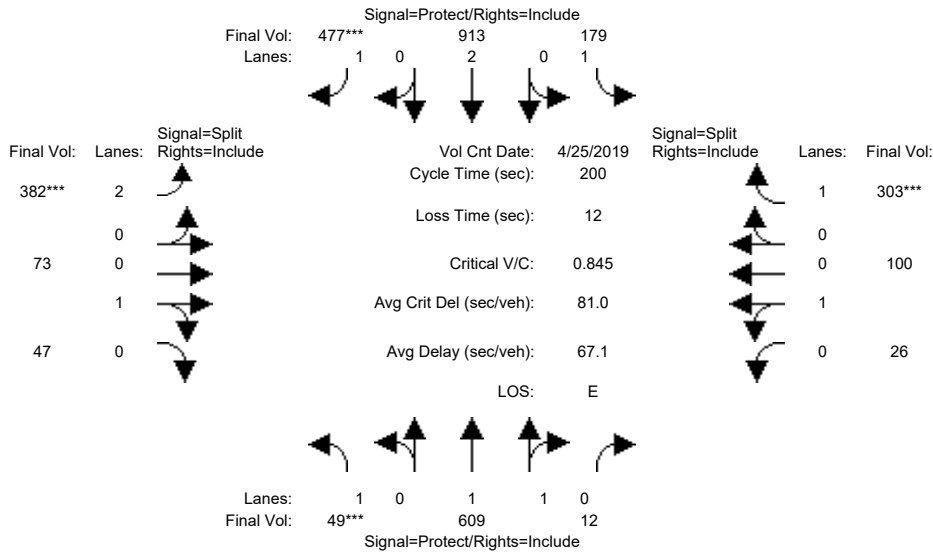 Signal=Protect/Rights=Include
Final Vol: 477*** 913 179
Lanes: 1 0 2 0 1
Signal=Split Signal=Split
Final Vol: Lanes: Rights=Include Vol Cnt Date: 4/25/2019 Rights=Include Lanes: Final Vol:
Cycle Time (sec): 200
382*** 2 1 303***
Loss Time (sec): 12
0 0
73 0 Critical V/C: 0.845 0 100
1 Avg Crit Del (sec/veh): 81.0 1
47 0 Avg Delay (sec/veh): 67.1 0 26
LOS: E
Lanes: 1 0 1 1 0
Final Vol: 49*** 609 12
Signal=Protect/Rights=Include